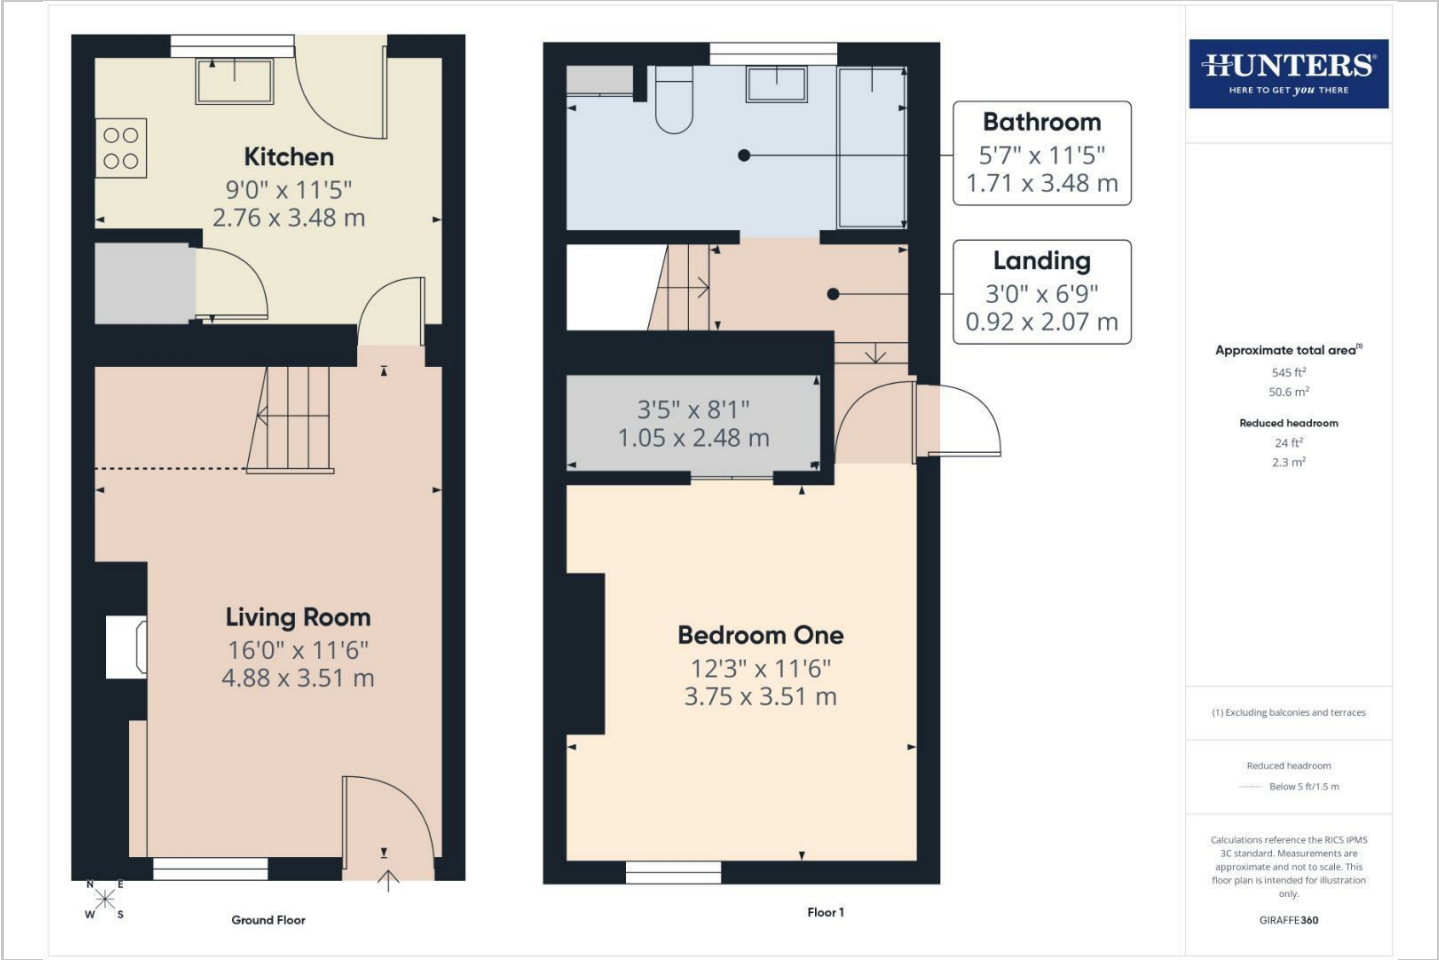 Kitchen
9'0" x 11'5"
2.76 x 3.48 m
Living Room
16'0" x 11'6"
4.88 x 3.51 m
N E
W S
Ground Floor
Bathroom
5'7" x 11'5"
1.71 x 3.48 m
Landing
3'0" x 6'9"
0.92 x 2.07 m
3'5" x 8'1"
1.05 x 2.48 m
Bedroom One
12'3" x 11'6"
3.75 x 3.51 m
Floor 1
HUNTERS®
HERE TO GET you THERE
Approximate total area(1)
545 ft²
50.6 m²
Reduced headroom
24 ft²
2.3 m²
(1) Excluding balconies and terraces
Reduced headroom
Below 5 ft/1.5 m
Calculations reference the RICS IPMS
3C standard. Measurements are
approximate and not to scale. This
floor plan is intended for illustration
only.
GIRAFFE360